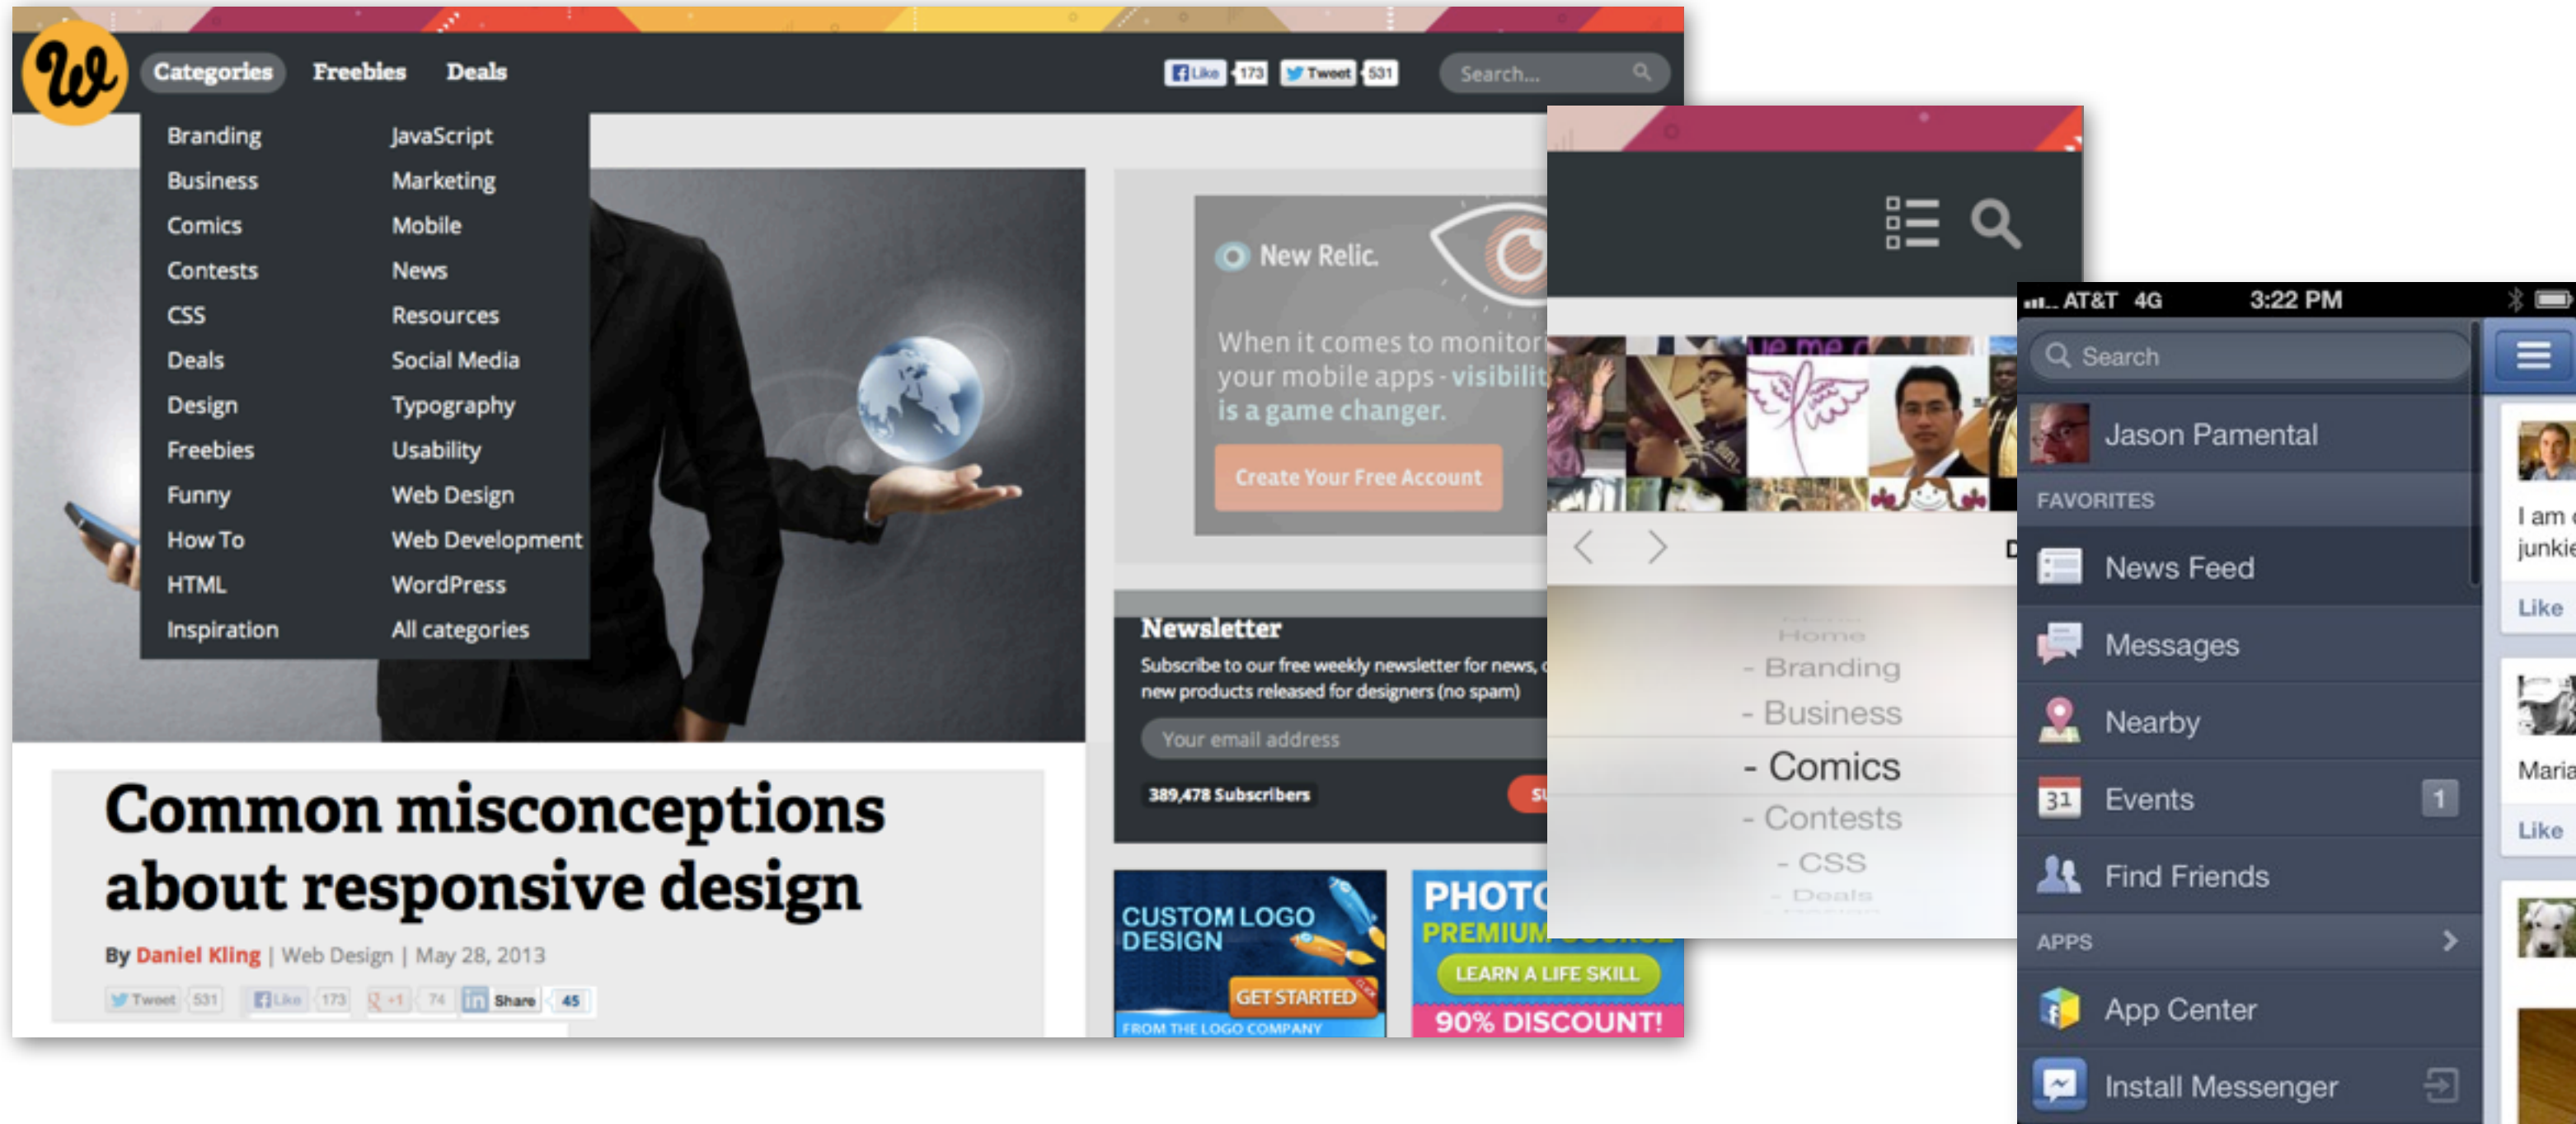 W
Categories Freebies Deals
Like 173 Tweet 531
Search...
Branding
Business
Comics
Contests
CSS
Deals
Design
Freebies
Funny
How To
HTML
Inspiration
JavaScript
Marketing
Mobile
News
Resources
Social Media
Typography
Usability
Web Design
Web Development
WordPress
All categories
New Relic.
When it comes to monitor
your mobile apps - visibilit
is a game changer.
Create Your Free Account
Newsletter
Subscribe to our free weekly newsletter for news,
new products released for designers (no spam)
Your email address
389,478 Subscribers
SU
Common misconceptions
about responsive design
By Daniel Kling | Web Design | May 28, 2013
Tweet 531 Like 173 +1 74 in Share 45
CUSTOM LOGO
DESIGN
GET STARTED
CLICK
FROM THE LOGO COMPANY
PHOTO
PREMIUM
LEARN A LIFE SKILL
90% DISCOUNT!
ue me
Home
- Branding
- Business
- Comics
- Contests
- CSS
- Deals
AT&T 4G 3:22 PM
Search
Jason Pamental
FAVORITES
News Feed
Messages
Nearby
31 Events 1
Find Friends
APPS
App Center
Install Messenger
I am
junkie
Like
Maria
Like